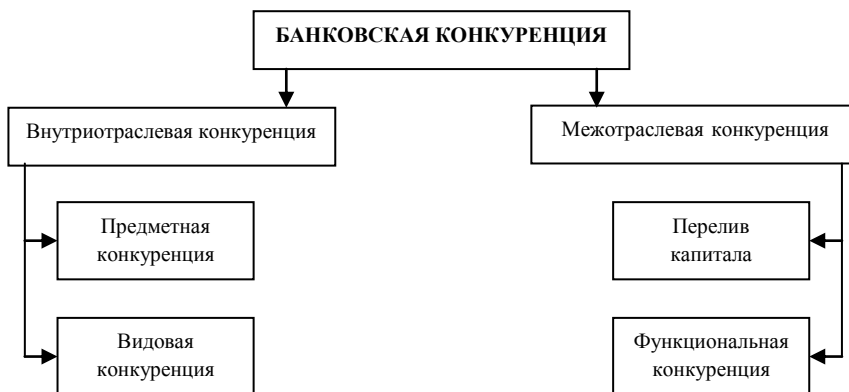 БАНКОВСКАЯ КОНКУРЕНЦИЯ
Внутриотраслевая конкуренция
Межотраслевая конкуренция
Предметная
конкуренция
Перелив
капитала
Видовая
конкуренция
Функциональная
конкуренция